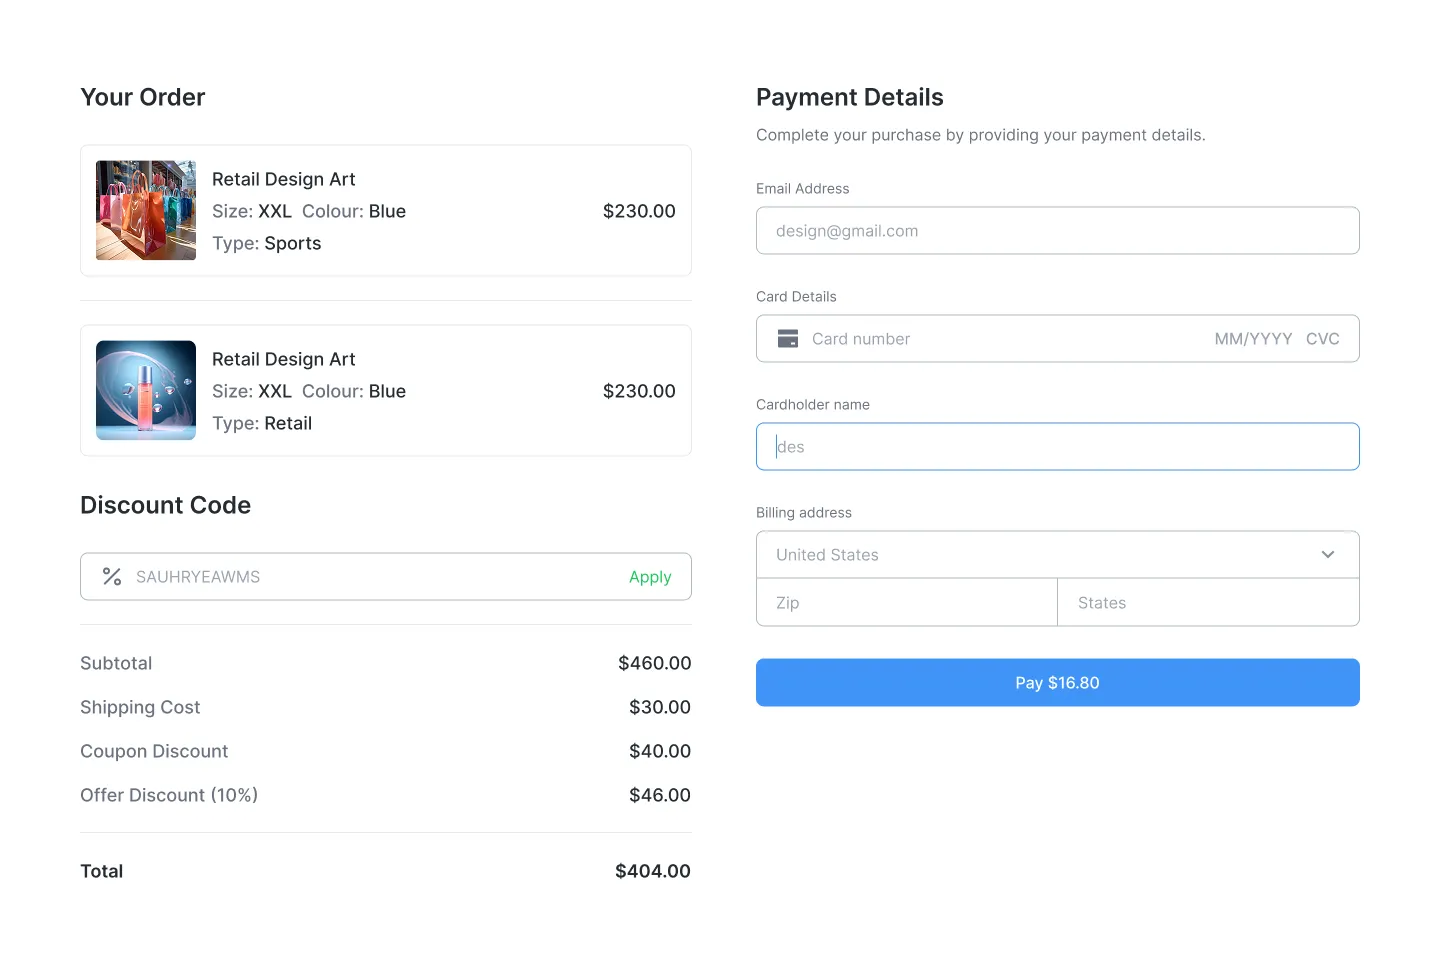 Your Order
Retail Design Art
Size: XXL Colour: Blue
$230.00
Type: Sports
Retail Design Art
Size: XXL Colour: Blue
$230.00
Type: Retail
Discount Code
SAUHRYEAWMS
Apply
Subtotal $460.00
Shipping Cost $30.00
Coupon Discount $40.00
Offer Discount (10%) $46.00
Total $404.00
Payment Details
Complete your purchase by providing your payment details.
Email Address
design@gmail.com
Card Details
Card number MM/YYYY CVC
Cardholder name
des
Billing address
United States
Zip States
Pay $16.80